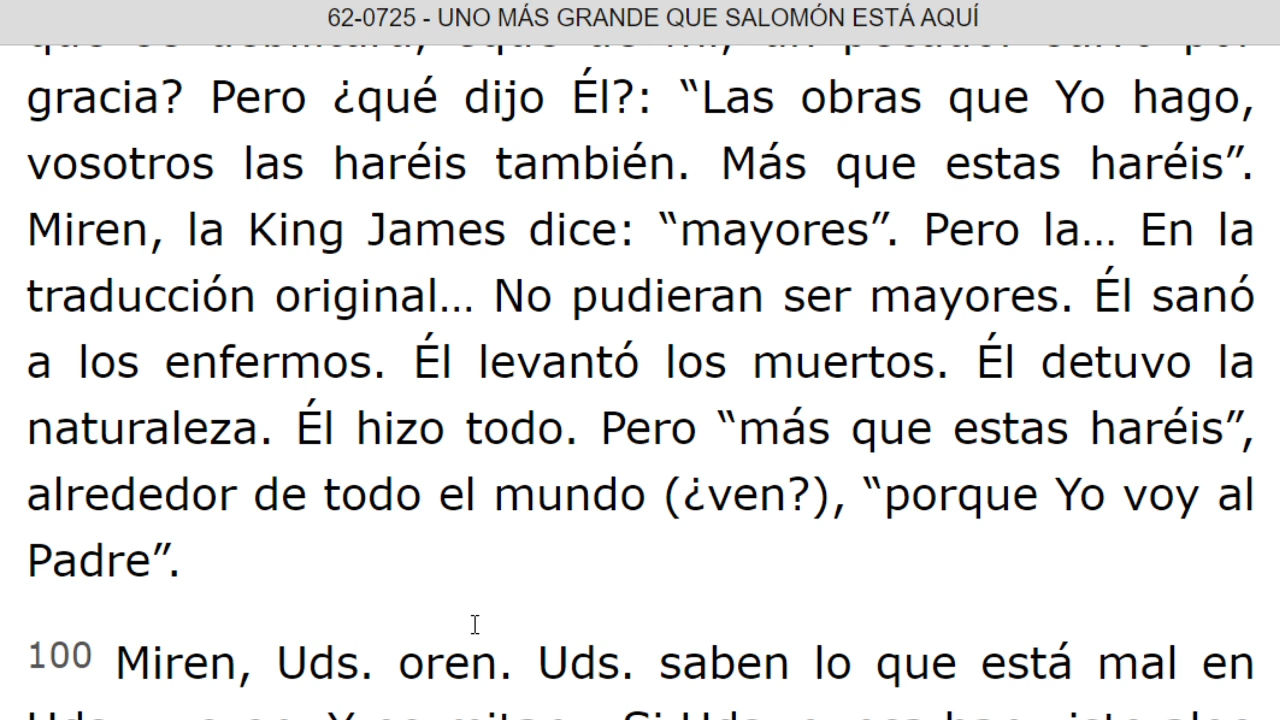 62-0725 - UNO MÁS GRANDE QUE SALOMÓN ESTÁ AQUÍ
gracia? Pero ¿qué dijo Él?: “Las obras que Yo hago,
vosotros las haréis también. Más que estas haréis”.
Miren, la King James dice: “mayores”. Pero la… En la
traducción original… No pudieran ser mayores. Él sanó
a los enfermos. Él levantó los muertos. Él detuvo la
naturaleza. Él hizo todo. Pero “más que estas haréis”,
alrededor de todo el mundo (¿ven?), “porque Yo voy al
Padre”.
100 Miren, Uds. oren. Uds. saben lo que está mal en